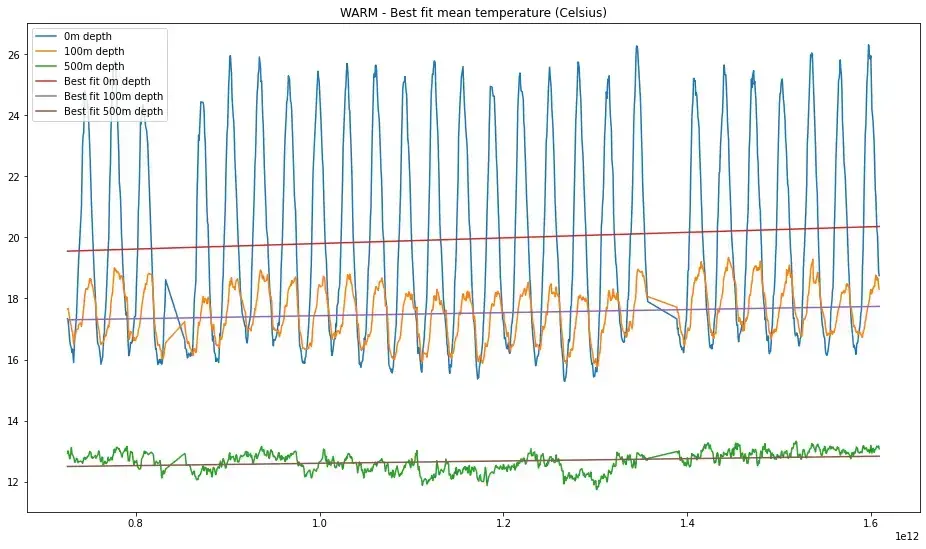 WARM - Best fit mean temperature (Celsius)
0m depth
100m depth
500m depth
Best fit 0m depth
Best fit 100m depth
Best fit 500m depth
26
24
22
20
18
16
14
12
0.8 1.0 1.2 1.4 1.6
1e12